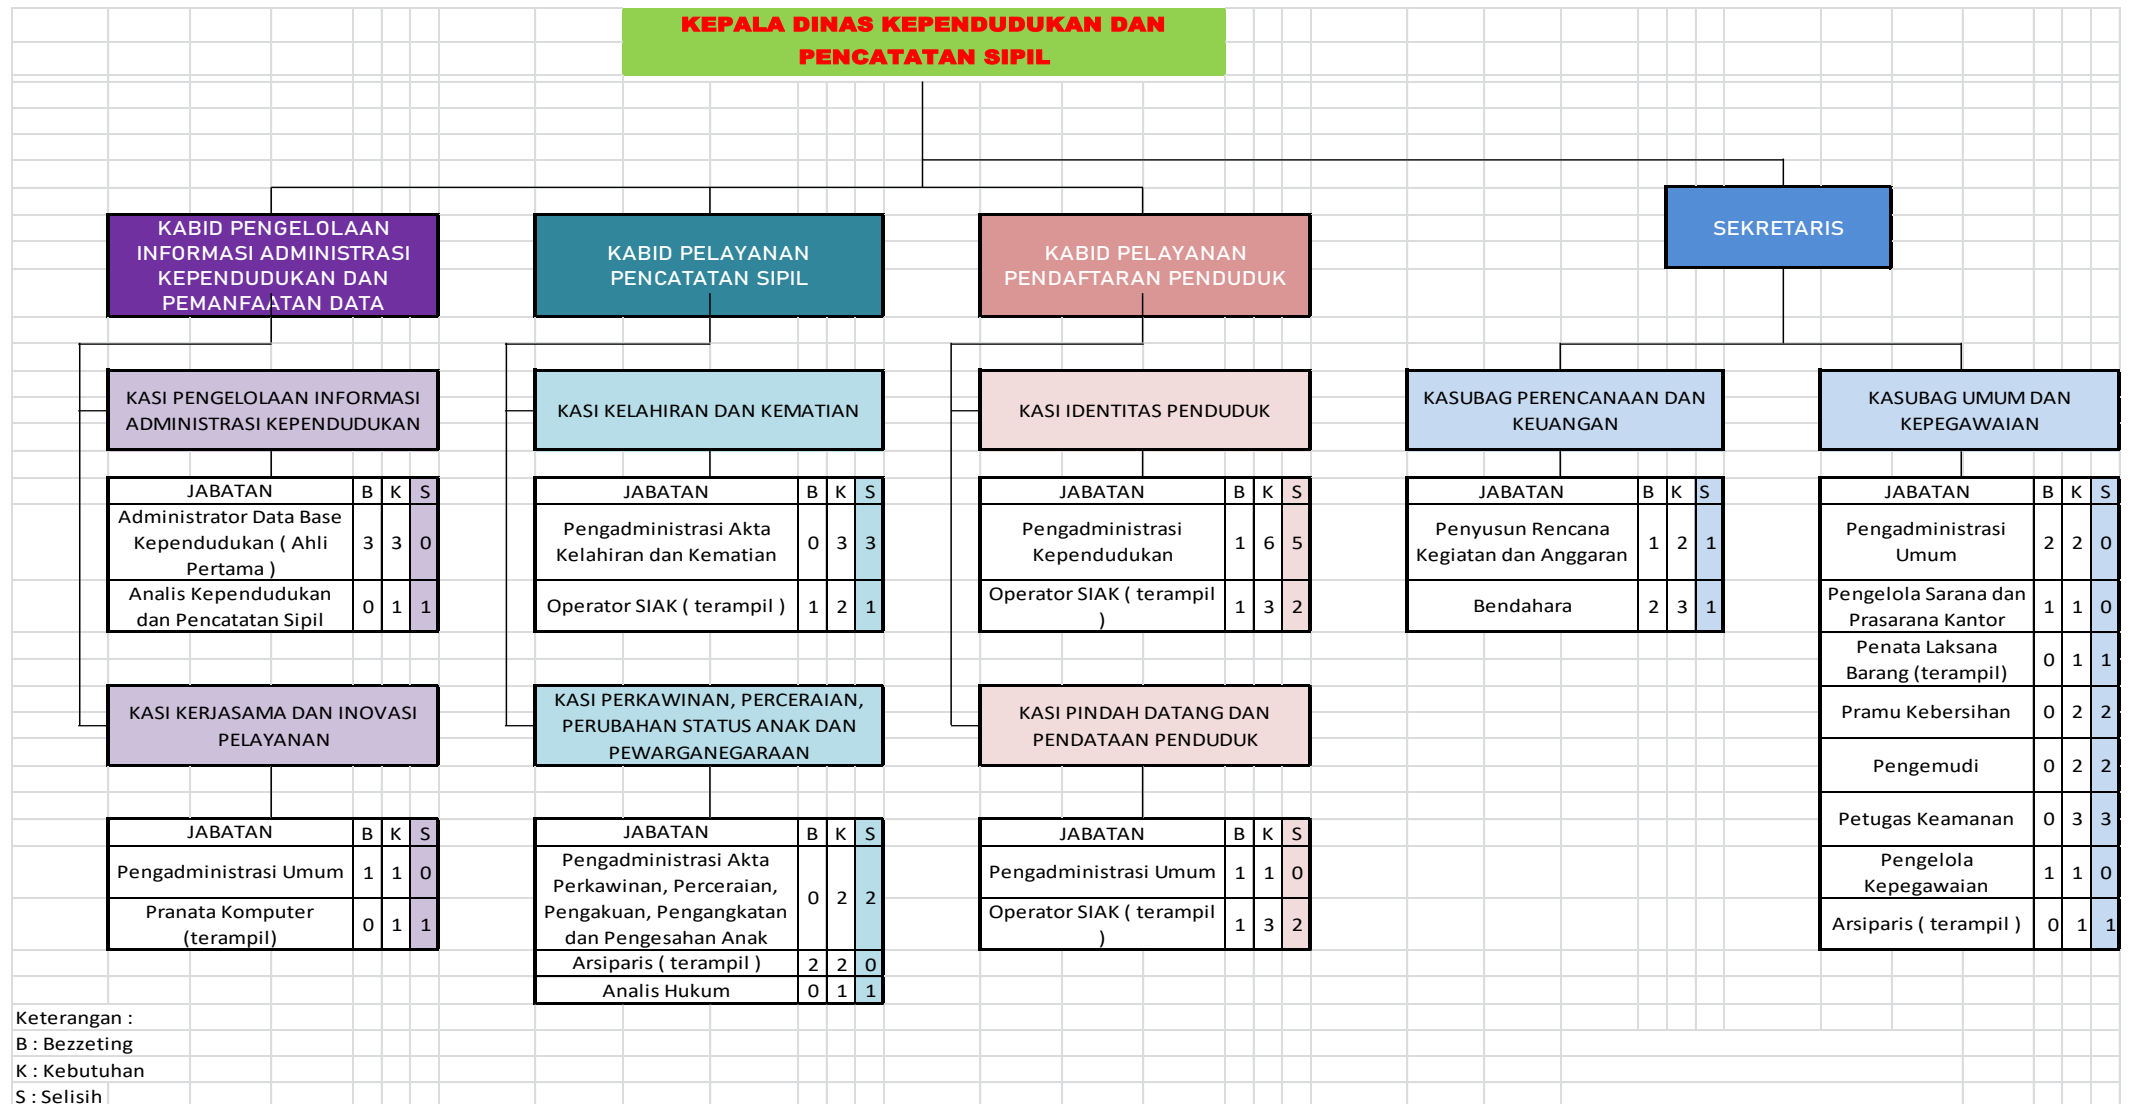 KEPALA DINAS KEPENDUDUKAN DAN
PENCATATAN SIPIL
KABID PENGELOLAAN
INFORMASI ADMINISTRASI
KEPENDUDUKAN DAN
PEMANFAATAN DATA
KABID PELAYANAN
PENCATATAN SIPIL
KABID PELAYANAN
PENDAFTARAN PENDUDUK
SEKRETARIS
KASI PENGELOLAAN INFORMASI
ADMINISTRASI KEPENDUDUKAN
JABATAN B K S
Administrator Data Base
Kependudukan ( Ahli
Pertama )
3 3 0
Analis Kependudukan
dan Pencatatan Sipil
0 1 1
KASI KERJASAMA DAN INOVASI
PELAYANAN
JABATAN B K S
Pengadministrasi Umum 1 1 0
Pranata Komputer
(terampil)
0 1 1
KASI KELAHIRAN DAN KEMATIAN
JABATAN B K S
Pengadministrasi Akta
Kelahiran dan Kematian
0 3 3
Operator SIAK ( terampil ) 1 2 1
KASI PERKAWINAN, PERCERAIAN,
PERUBAHAN STATUS ANAK DAN
PEWARGANEGARAAN
JABATAN B K S
Pengadministrasi Akta
Perkawinan, Perceraian,
Pengakuan, Pengangkatan
dan Pengesahan Anak
0 2 2
Arsiparis ( terampil ) 2 2 0
Analis Hukum 0 1 1
KASI IDENTITAS PENDUDUK
JABATAN B K S
Pengadministrasi
Kependudukan
1 6 5
Operator SIAK ( terampil
)
1 3 2
KASI PINDAH DATANG DAN
PENDATAAN PENDUDUK
JABATAN B K S
Pengadministrasi Umum 1 1 0
Operator SIAK ( terampil
)
1 3 2
KASUBAG PERENCANAAN DAN
KEUANGAN
JABATAN B K S
Penyusun Rencana
Kegiatan dan Anggaran
1 2 1
Bendahara 2 3 1
KASUBAG UMUM DAN
KEPEGAWAIAN
JABATAN B K S
Pengadministrasi
Umum
2 2 0
Pengelola Sarana dan
Prasarana Kantor
1 1 0
Penata Laksana
Barang (terampil)
0 1 1
Pramu Kebersihan 0 2 2
Pengemudi 0 2 2
Petugas Keamanan 0 3 3
Pengelola
Kepegawaian
1 1 0
Arsiparis ( terampil ) 0 1 1
Keterangan :
B : Bezzeting
K : Kebutuhan
S : Selisih